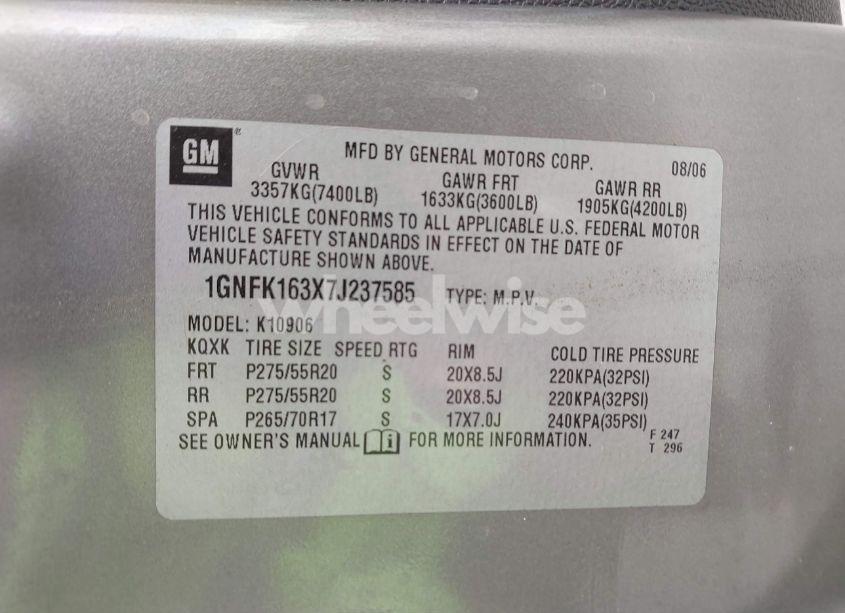 GM®
MFD BY GENERAL MOTORS CORP. 08/06
GVWR GAWR FRT GAWR RR
3357KG(7400LB) 1633KG(3600LB) 1905KG(4200LB)
THIS VEHICLE CONFORMS TO ALL APPLICABLE U.S. FEDERAL MOTOR
VEHICLE SAFETY STANDARDS IN EFFECT ON THE DATE OF
MANUFACTURE SHOWN ABOVE.
1GNFK163X7J237585 TYPE: M.P.V.
wheelwise
MODEL: K10906
KQXK TIRE SIZE SPEED RTG RIM COLD TIRE PRESSURE
FRT P275/55R20 S 20X8.5J 220KPA(32PSI)
RR P275/55R20 S 20X8.5J 220KPA(32PSI)
SPA P265/70R17 S 17X7.0J 240KPA(35PSI)
SEE OWNER'S MANUAL i FOR MORE INFORMATION. F 247
T 296